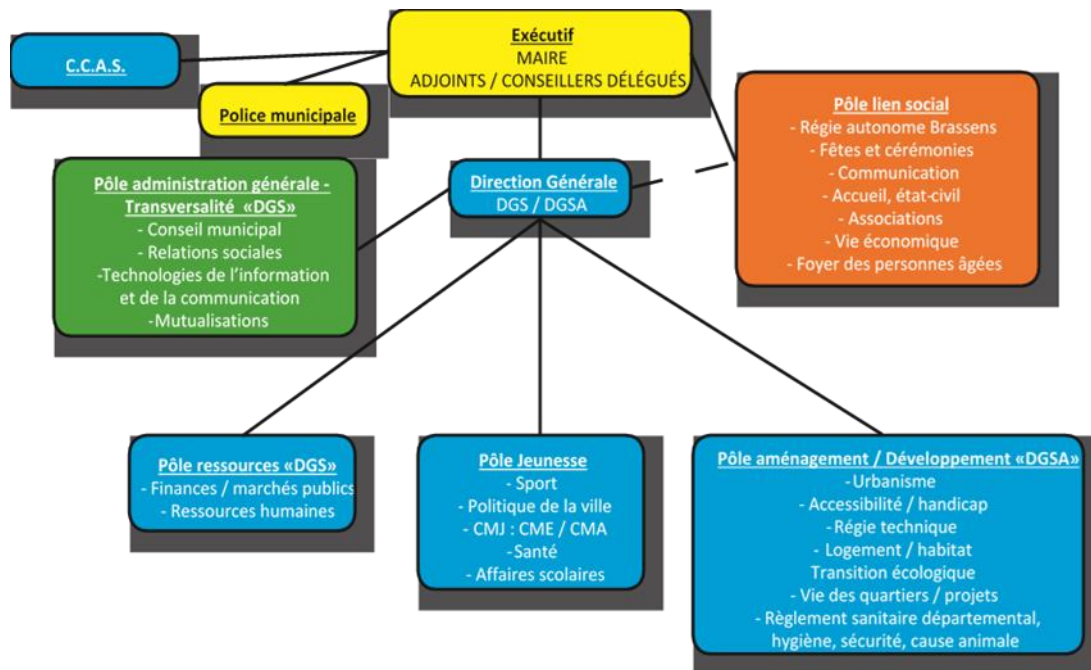 Exécutif
MAIRE
ADJOINTS / CONSEILLERS DÉLÉGUÉS
C.C.A.S.
Police municipale
Pôle lien social
- Régie autonome Brassens
- Fêtes et cérémonies
- Communication
- Accueil, état-civil
- Associations
- Vie économique
- Foyer des personnes âgées
Pôle administration générale -
Transversalité «DGS»
- Conseil municipal
- Relations sociales
-Technologies de l'information
et de la communication
-Mutualisations
Direction Générale
DGS / DGSA
Pôle ressources «DGS»
- Finances / marchés publics
- Ressources humaines
Pôle Jeunesse
- Sport
- Politique de la ville
- CMJ : CME / CMA
- Santé
- Affaires scolaires
Pôle aménagement / Développement «DGSA»
- Urbanisme
- Accessibilité / handicap
- Régie technique
- Logement / habitat
Transition écologique
- Vie des quartiers / projets
- Règlement sanitaire départemental,
hygiène, sécurité, cause animale